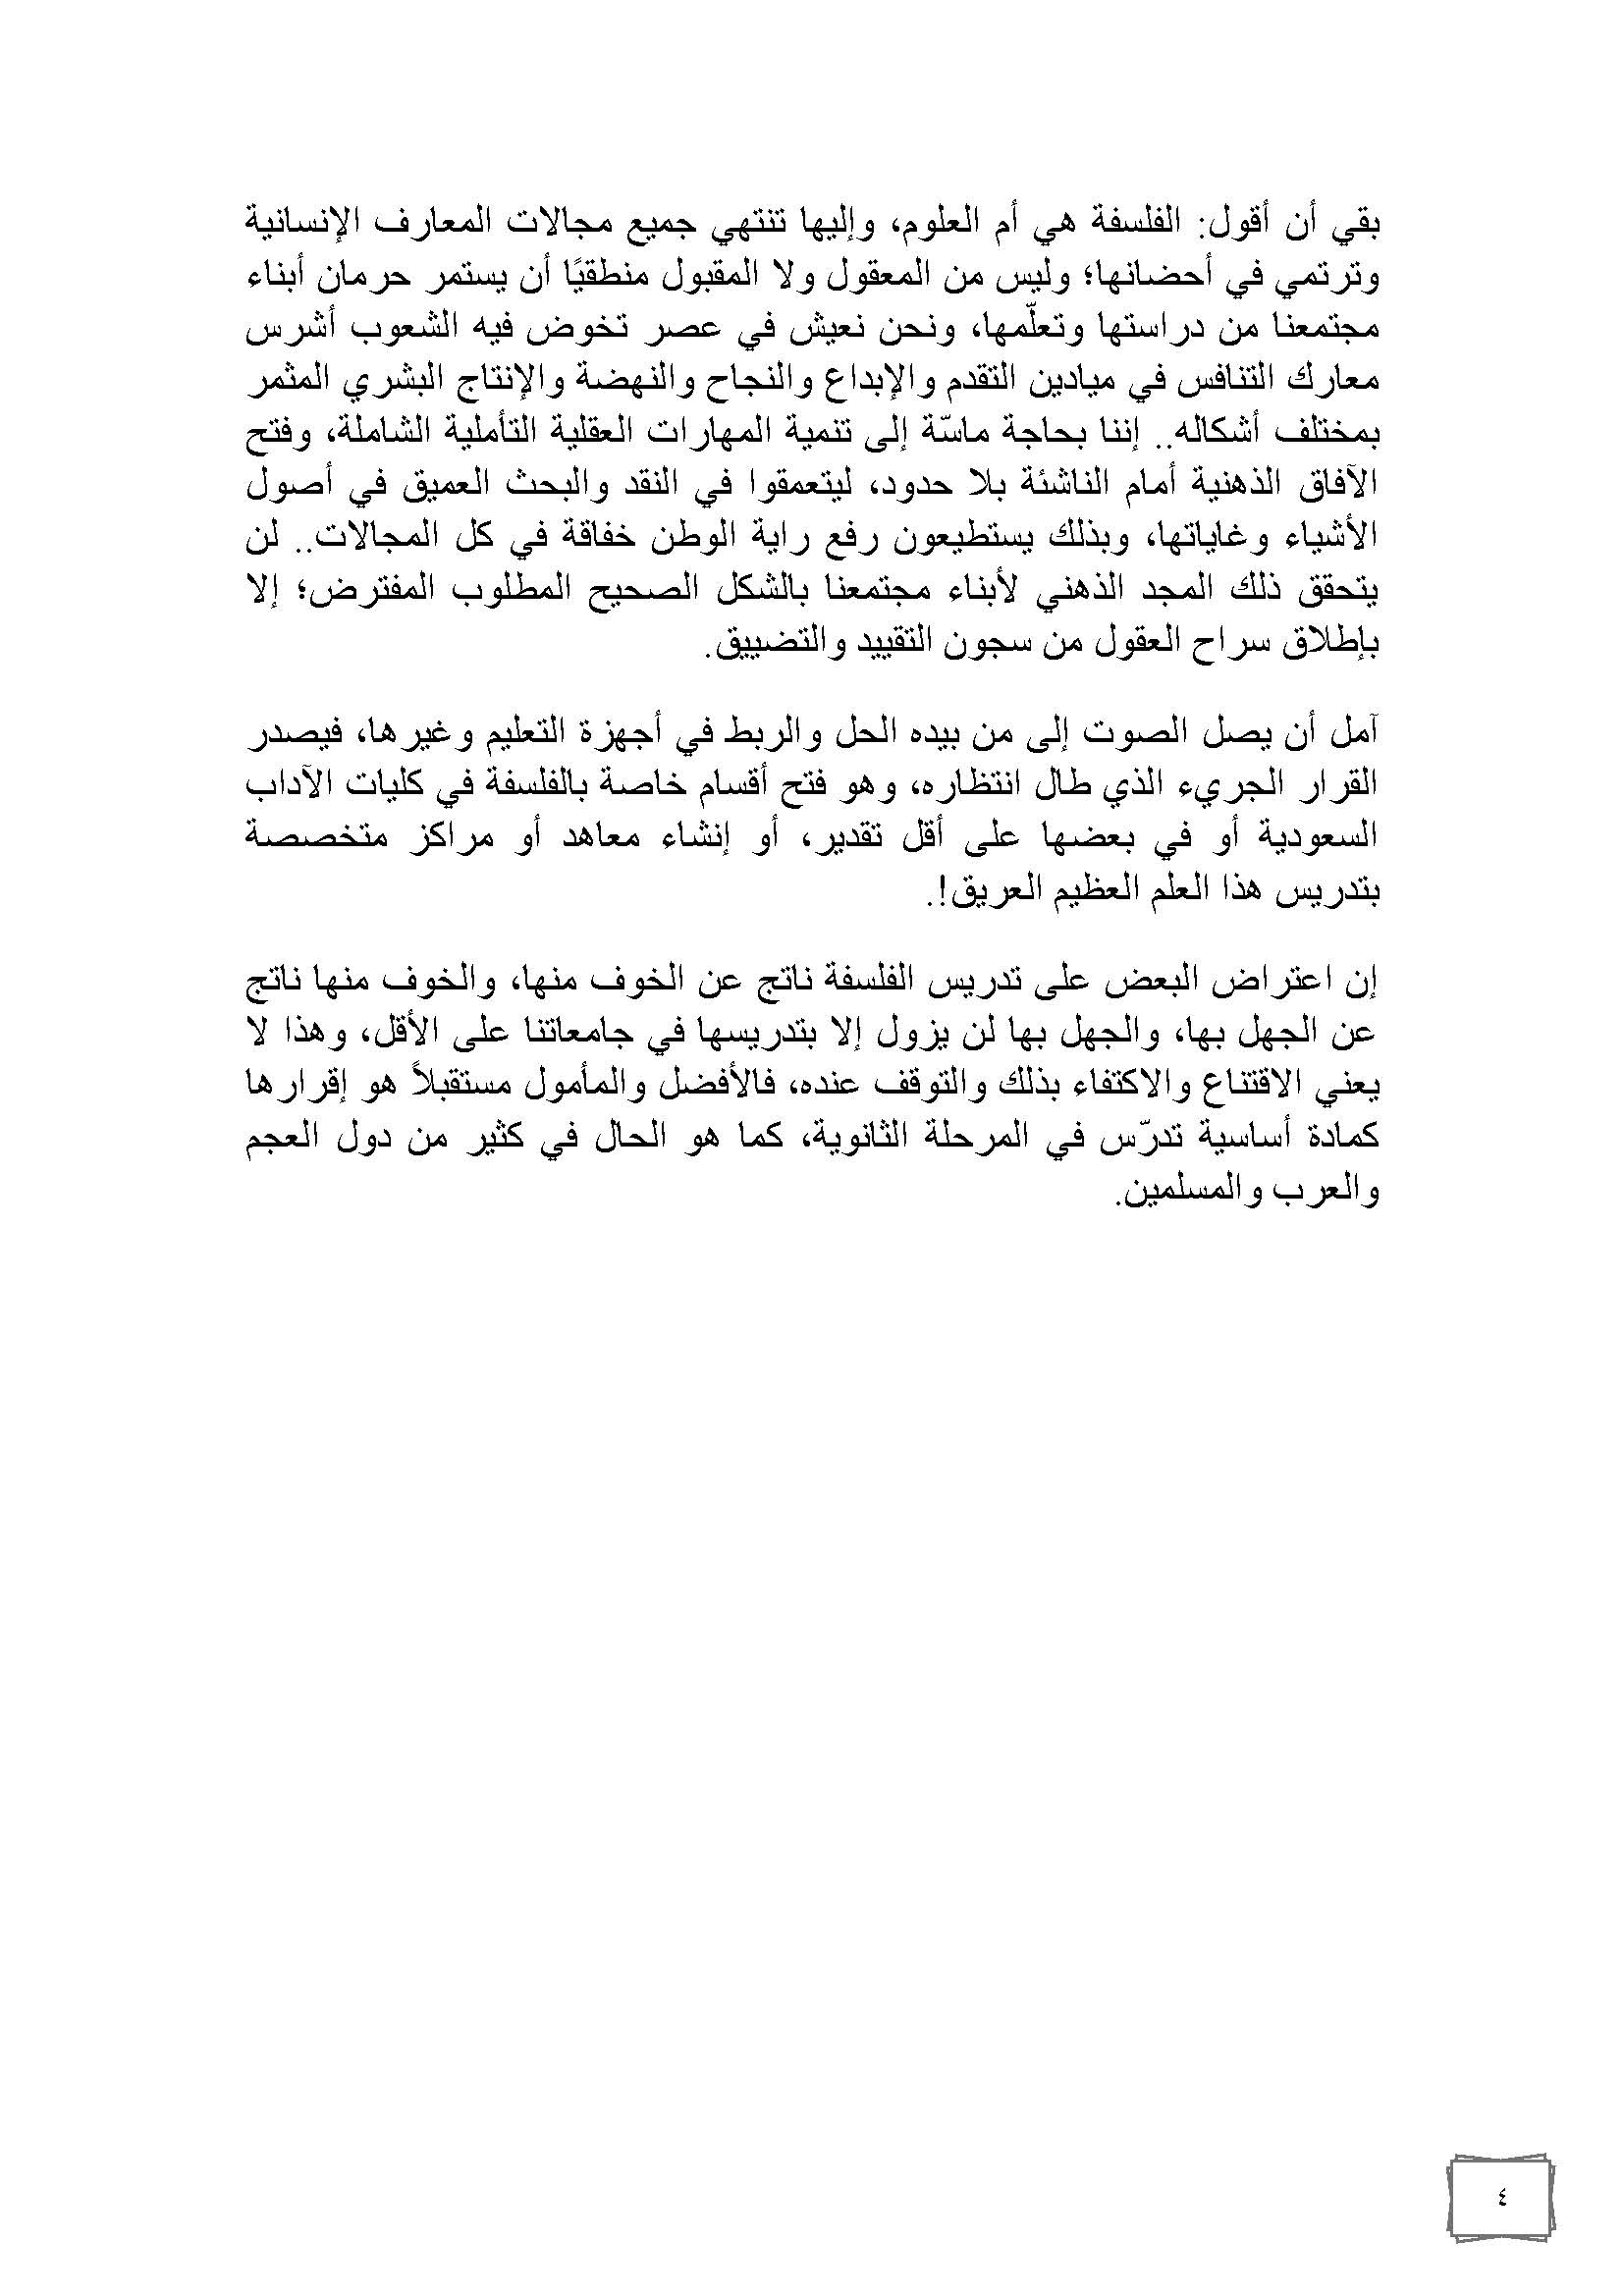 بقي أن أقول: الفلسفة هي أم العلوم، وإليها تنتهي جميع مجالات المعارف الإنسانية
وترتمي في أحضانها؛ وليس من المعقول ولا المقبول منطقيًا أن يستمر حرمان أبناء
مجتمعنا من دراستها وتعلّمها، ونحن نعيش في عصر تخوض فيه الشعوب أشرس
معارك التنافس في ميادين التقدم والإبداع والنجاح والنهضة والإنتاج البشري المثمر
بمختلف أشكاله.. إننا بحاجة ماسّة إلى تنمية المهارات العقلية التأملية الشاملة، وفتح
الآفاق الذهنية أمام الناشئة بلا حدود، ليتعمقوا في النقد والبحث العميق في أصول
الأشياء وغاياتها، وبذلك يستطيعون رفع راية الوطن خفاقة في كل المجالات.. لن
يتحقق ذلك المجد الذهني لأبناء مجتمعنا بالشكل الصحيح المطلوب المفترض؛ إلا
بإطلاق سراح العقول من سجون التقييد والتضييق.
آمل أن يصل الصوت إلى من بيده الحل والربط في أجهزة التعليم وغيرها، فيصدر
القرار الجريء الذي طال انتظاره، وهو فتح أقسام خاصة بالفلسفة في كليات الآداب
السعودية أو في بعضها على أقل تقدير، أو إنشاء معاهد أو مراكز متخصصة
بتدريس هذا العلم العظيم العريق!.
إن اعتراض البعض على تدريس الفلسفة ناتج عن الخوف منها، والخوف منها ناتج
عن الجهل بها، والجهل بها لن يزول إلا بتدريسها في جامعاتنا على الأقل، وهذا لا
يعني الاقتناع والاكتفاء بذلك والتوقف عنده، فالأفضل والمأمول مستقبلاً هو إقرارها
كمادة أساسية تدرّس في المرحلة الثانوية، كما هو الحال في كثير من دول العجم
والعرب والمسلمين.
٤